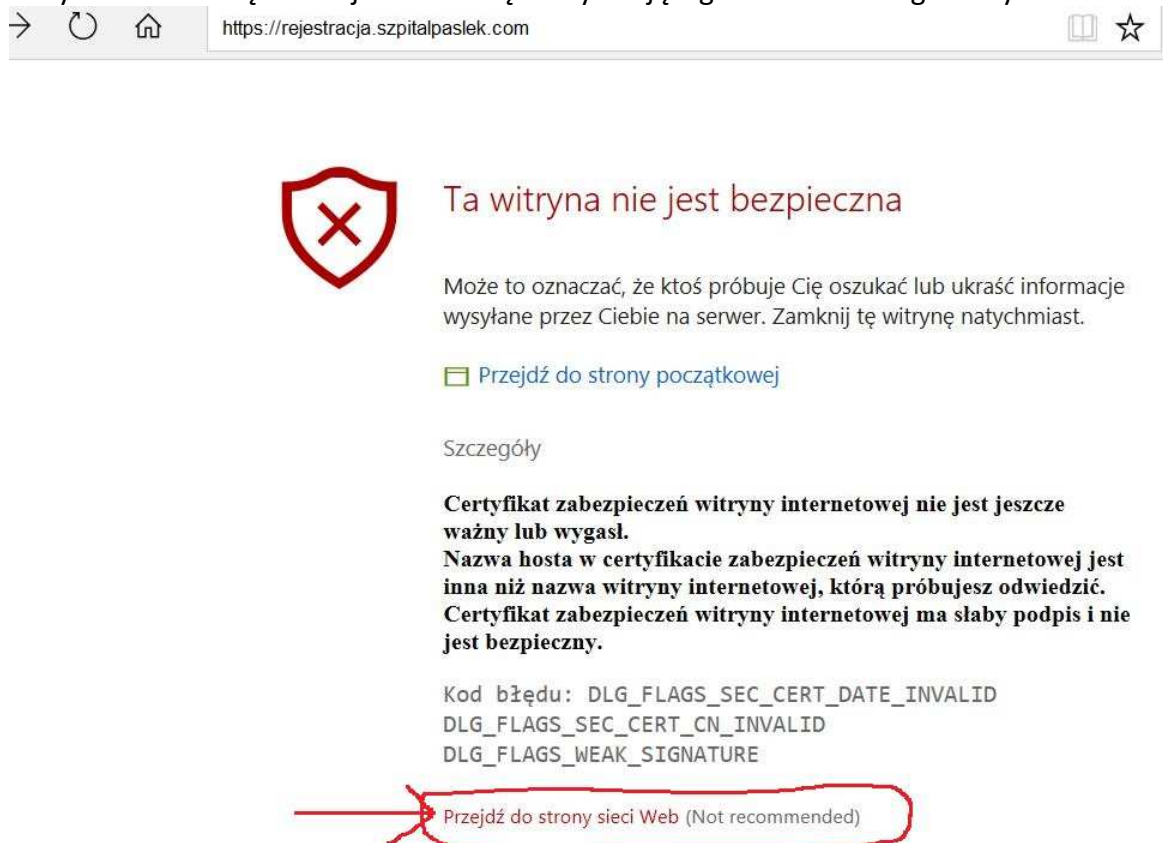 https://rejestracja.szpitalpaslek.com
Ta witryna nie jest bezpieczna
Może to oznaczać, że ktoś próbuje Cię oszukać lub ukraść informacje
wysyłane przez Ciebie na serwer. Zamknij tę witrynę natychmiast.
Przejdź do strony początkowej
Szczegóły
Certyfikat zabezpieczeń witryny internetowej nie jest jeszcze
ważny lub wygasł.
Nazwa hosta w certyfikacie zabezpieczeń witryny internetowej jest
inna niż nazwa witryny internetowej, którą próbujesz odwiedzić.
Certyfikat zabezpieczeń witryny internetowej ma słaby podpis i nie
jest bezpieczny.
Kod błędu: DLG_FLAGS_SEC_CERT_DATE_INVALID
DLG_FLAGS_SEC_CERT_CN_INVALID
DLG_FLAGS_WEAK_SIGNATURE
Przejdź do strony sieci Web (Not recommended)